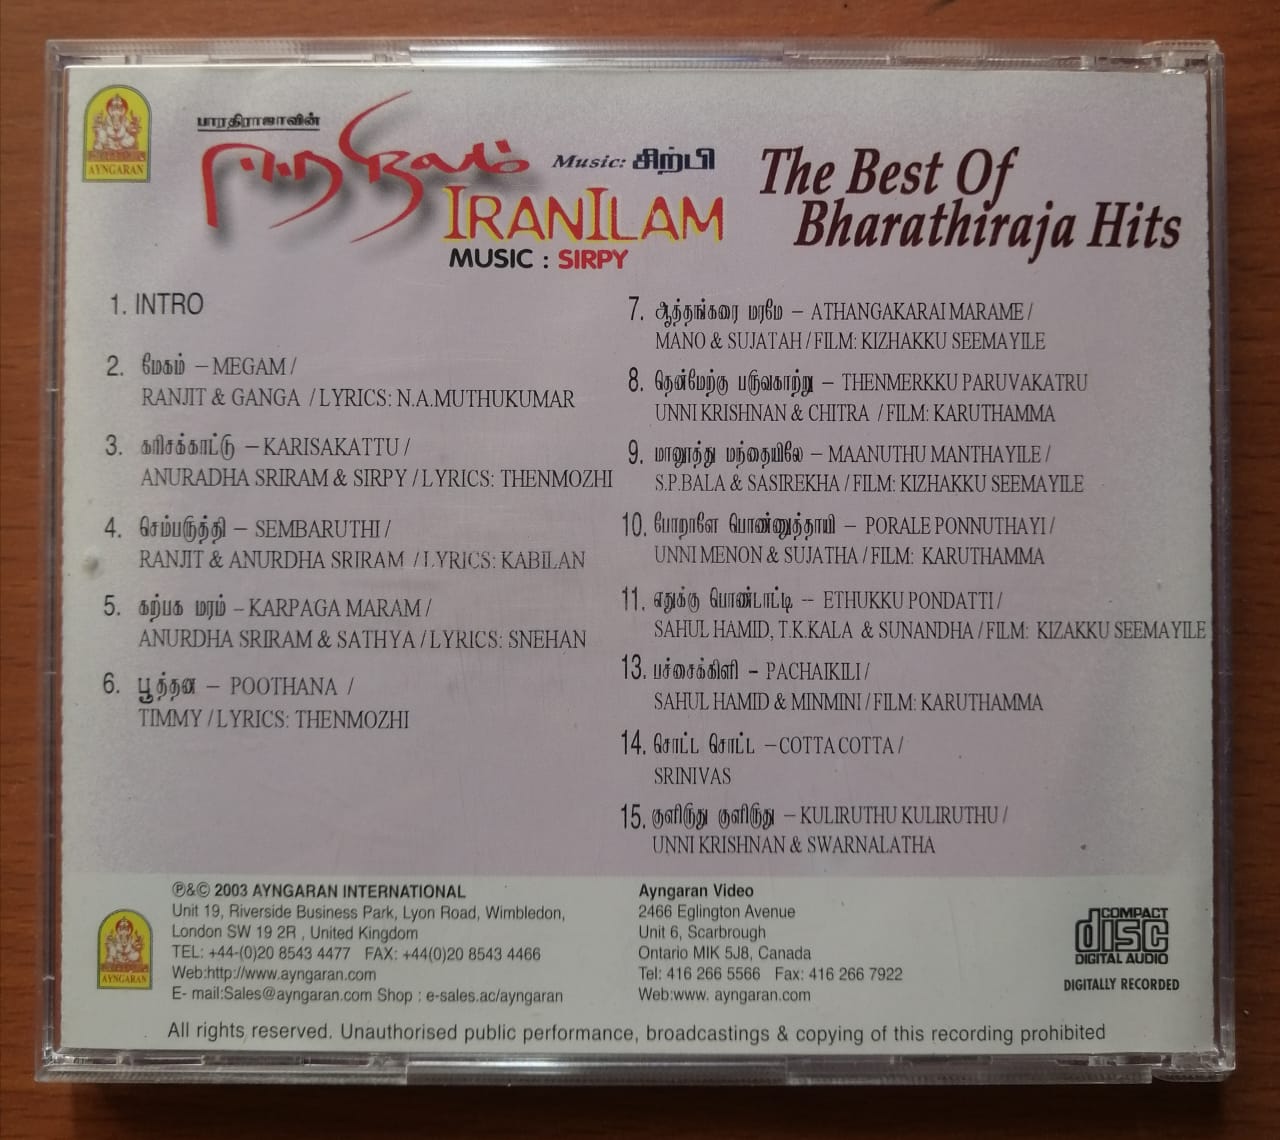 AYNGARAN
பாரதிராஜாவின்
ஈர நிலம்
Music: சிற்பி
IRANILAM
MUSIC : SIRPY
The Best Of
Bharathiraja Hits
1. INTRO
2. மேகம் – MEGAM /
RANJIT & GANGA / LYRICS: N.A.MUTHUKUMAR
3. கரிசக்காட்டு – KARISAKATTU /
ANURADHA SRIRAM & SIRPY / LYRICS: THENMOZHI
4. செம்பருத்தி – SEMBARUTHI /
RANJIT & ANURDHA SRIRAM / LYRICS: KABILAN
5. கற்பக மரம் – KARPAGA MARAM /
ANURDHA SRIRAM & SATHYA / LYRICS: SNEHAN
6. பூத்தன – POOTHANA /
TIMMY / LYRICS: THENMOZHI
7. ஆத்தங்கரை மரமே – ATHANGAKARAI MARAME /
MANO & SUJATAH / FILM: KIZHAKKU SEEMAYILE
8. தென்மேற்கு பருவகாற்று – THENMERKKU PARUVAKATRU
UNNI KRISHNAN & CHITRA / FILM: KARUTHAMMA
9. மானூத்து மந்தையிலே – MAANUTHU MANTHAYILE /
S.P.BALA & SASIREKHA / FILM: KIZHAKKU SEEMAYILE
10. போறாளே பொண்ணுத்தாயி – PORALE PONNUTHAYI /
UNNI MENON & SUJATHA / FILM: KARUTHAMMA
11. எதுக்கு பொண்டாட்டி – ETHUKKU PONDATTI /
SAHUL HAMID, T.K.KALA & SUNANDHA / FILM: KIZAKKU SEEMAYILE
13. பச்சைக்கிளி – PACHAIKILI /
SAHUL HAMID & MINMINI / FILM: KARUTHAMMA
14. சொட்ட சொட்ட – COTTA COTTA /
SRINIVAS
15. குளிருது குளிருது – KULIRUTHU KULIRUTHU /
UNNI KRISHNAN & SWARNALATHA
AYNGARAN
℗&© 2003 AYNGARAN INTERNATIONAL
Unit 19, Riverside Business Park, Lyon Road, Wimbledon,
London SW 19 2R , United Kingdom
TEL: +44-(0)20 8543 4477 FAX: +44(0)20 8543 4466
Web:http://www.ayngaran.com
E- mail:Sales@ayngaran.com Shop : e-sales.ac/ayngaran
Ayngaran Video
2466 Eglington Avenue
Unit 6, Scarbrough
Ontario MIK 5J8, Canada
Tel: 416 266 5566 Fax: 416 266 7922
Web:www. ayngaran.com
COMPACT
disc
DIGITAL AUDIO
DIGITALLY RECORDED
All rights reserved. Unauthorised public performance, broadcastings & copying of this recording prohibited